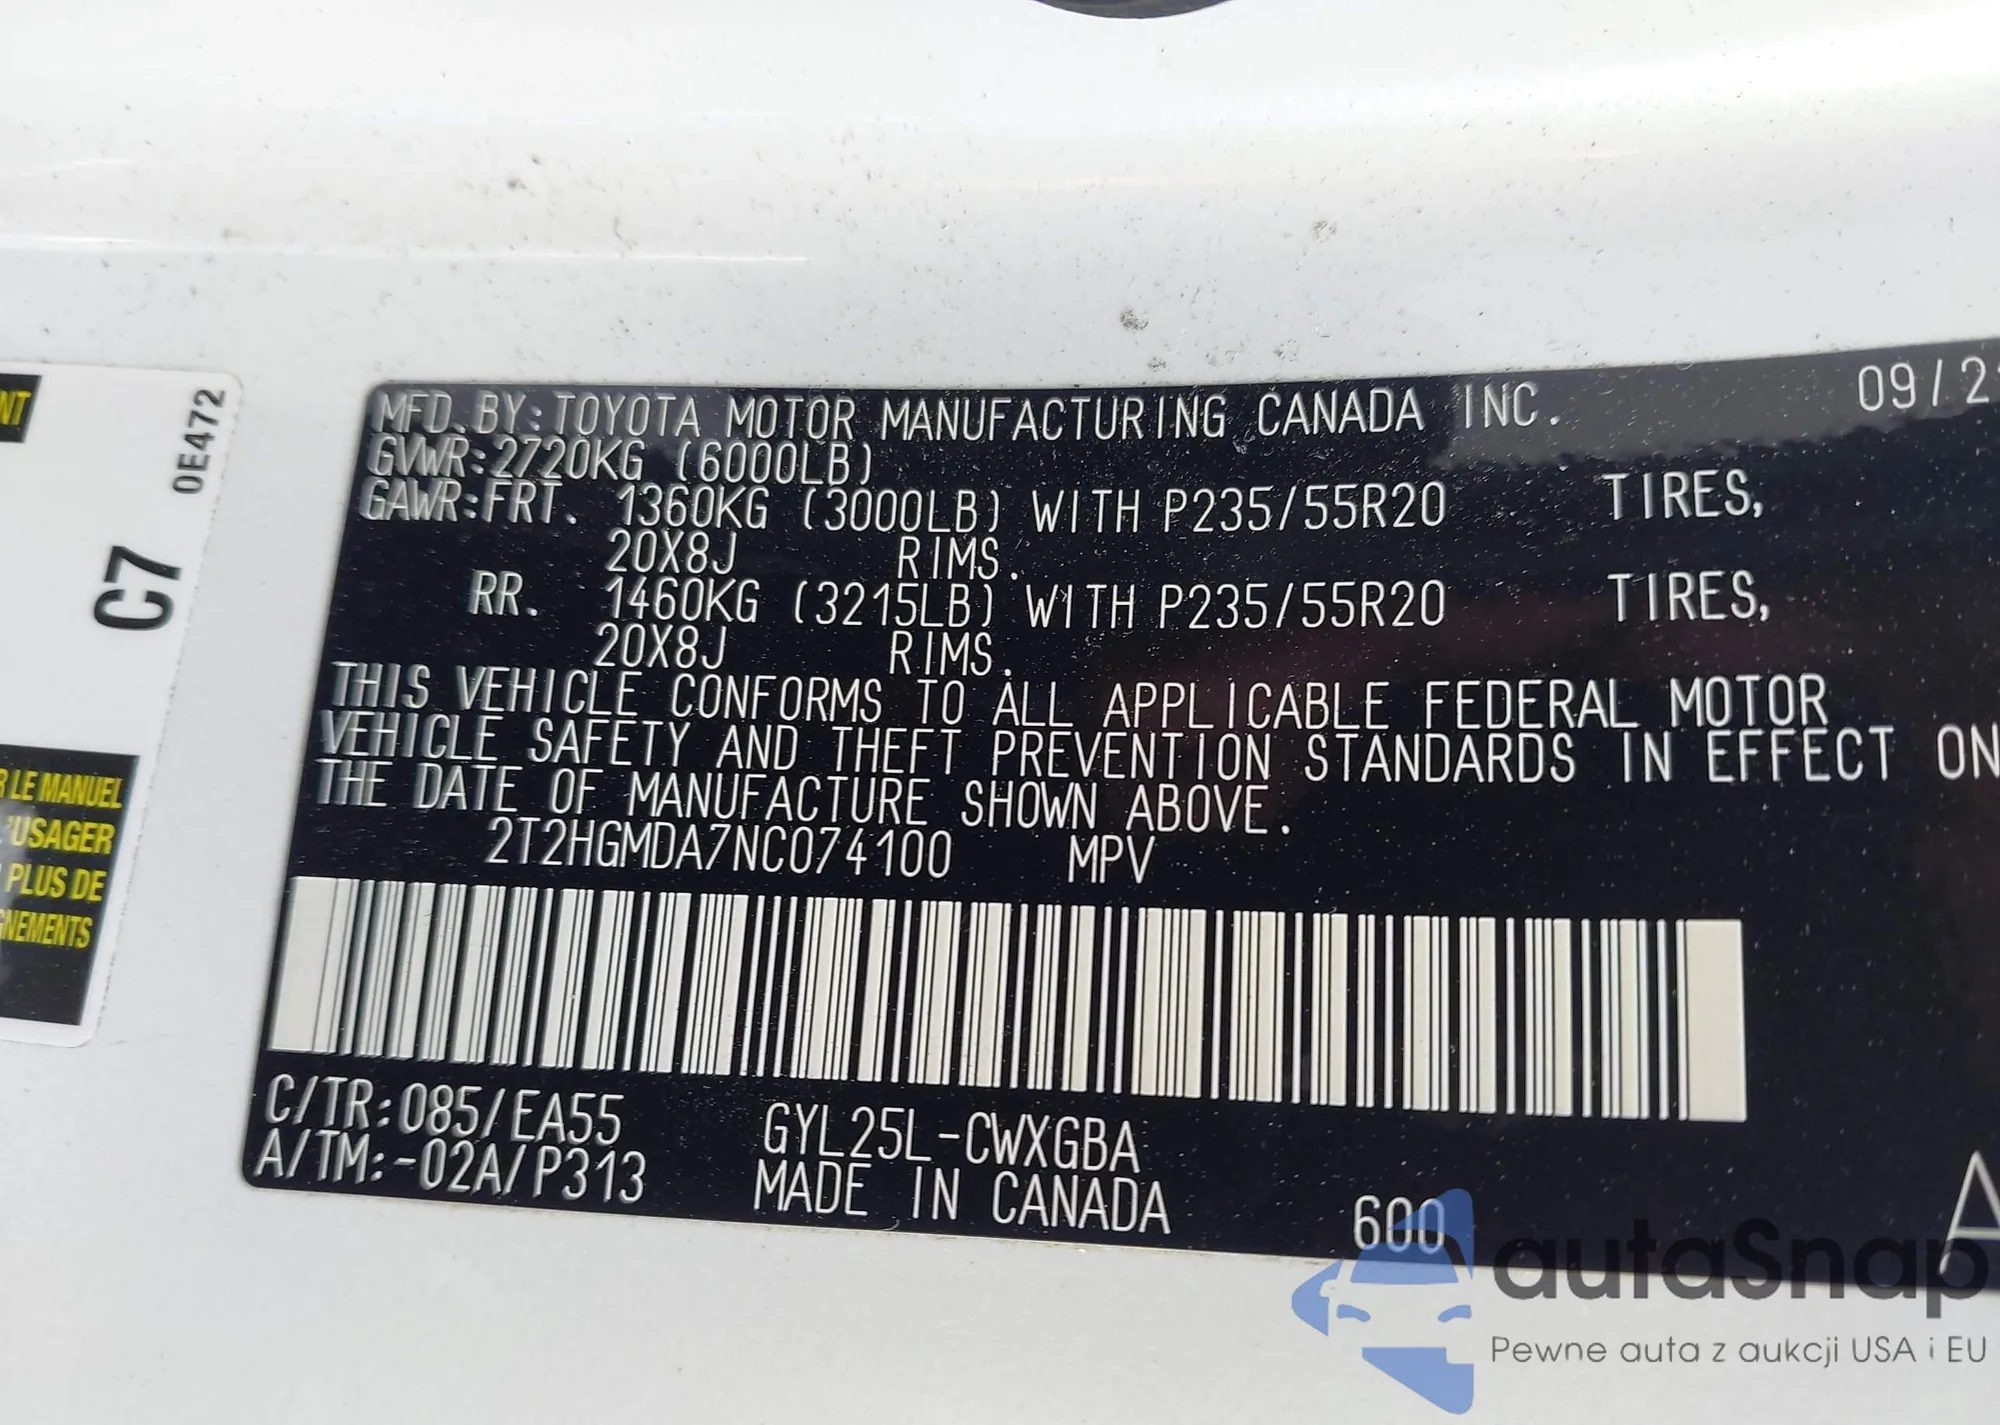 MFD. BY: TOYOTA MOTOR MANUFACTURING CANADA INC. 09/21
GVWR: 2720KG (6000LB)
GAWR: FRT. 1360KG (3000LB) WITH P235/55R20 TIRES,
20X8J RIMS.
RR. 1460KG (3215LB) WITH P235/55R20 TIRES,
20X8J RIMS.
THIS VEHICLE CONFORMS TO ALL APPLICABLE FEDERAL MOTOR
VEHICLE SAFETY AND THEFT PREVENTION STANDARDS IN EFFECT ON
THE DATE OF MANUFACTURE SHOWN ABOVE.
2T2HGMDA7NC074100 MPV
C/TR: 085/EA55 GYL25L-CWXGBA
A/TM: -02A/P313 MADE IN CANADA 600
0E472
C7
LE MANUEL
'USAGER
PLUS DE
autaSnap
Pewne auta z aukcji USA i EU